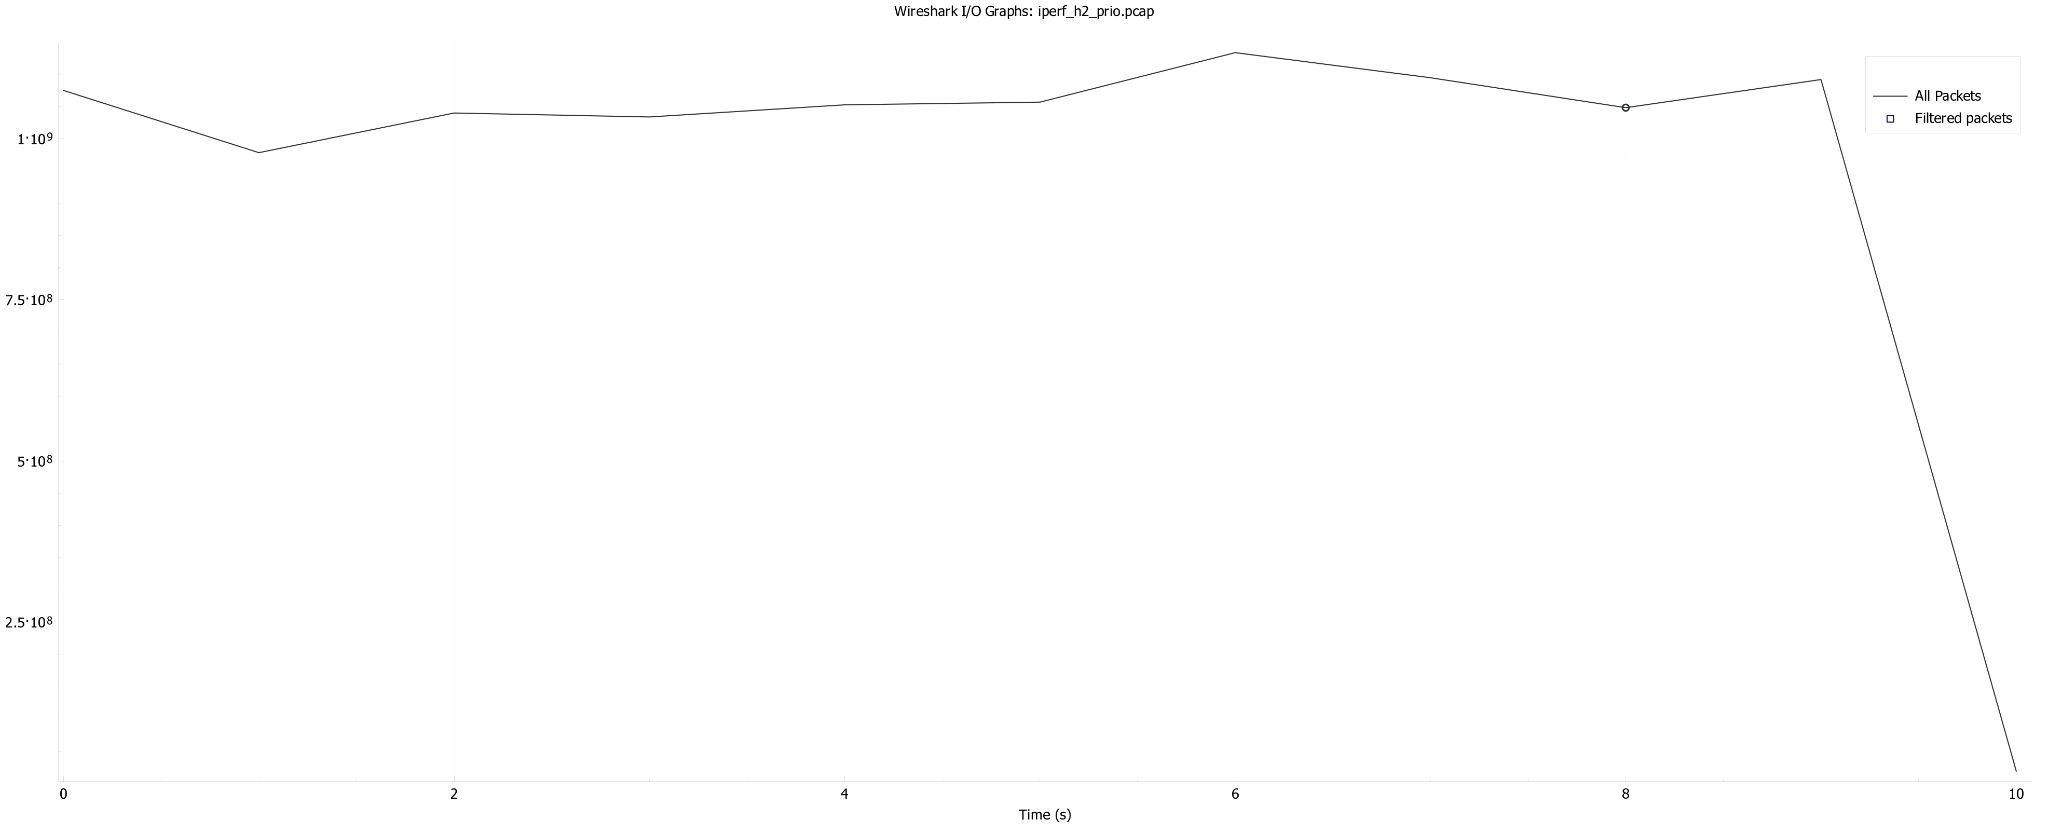 Wireshark I/O Graphs: iperf_h2_prio.pcap
All Packets
Filtered packets
1·10⁹
7.5·10⁸
5·10⁸
2.5·10⁸
0 2 4 6 8 10
Time (s)